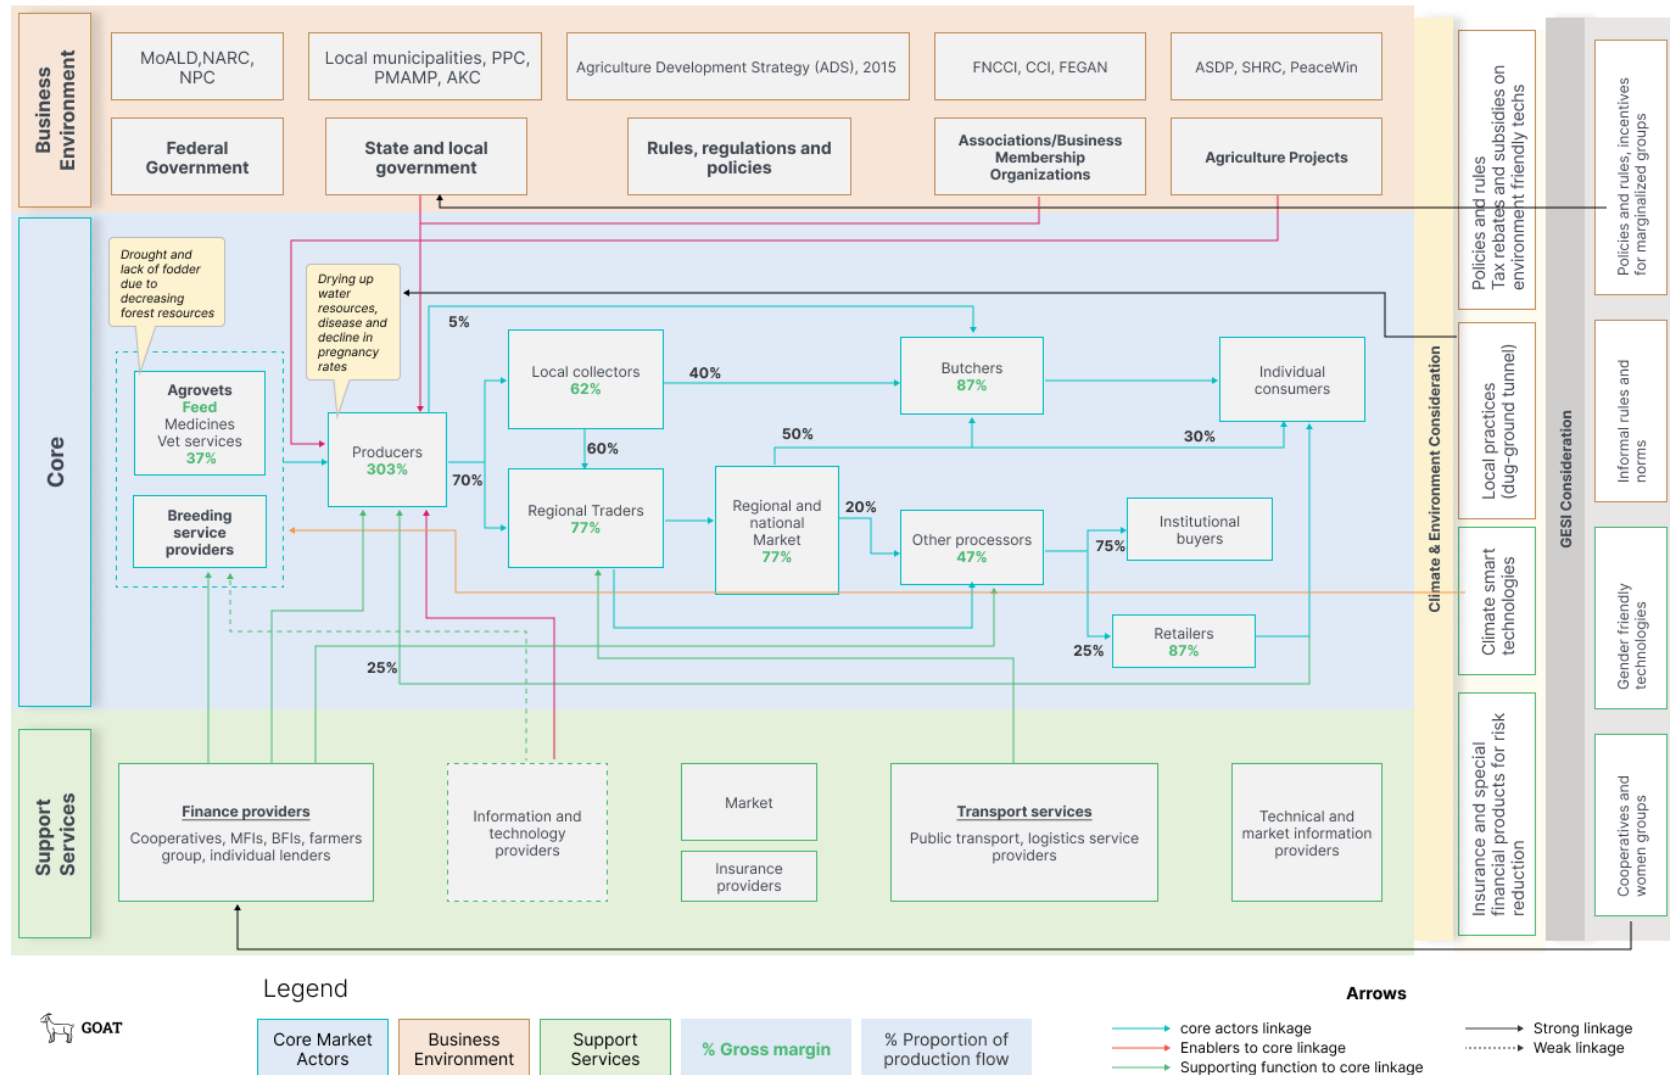 Business
Environment
MoALD,NARC,
NPC
Local municipalities, PPC,
PMAMP, AKC
Agriculture Development Strategy (ADS), 2015
FNCCI, CCI, FEGAN
ASDP, SHRC, PeaceWin
Federal
Government
State and local
government
Rules, regulations and
policies
Associations/Business
Membership
Organizations
Agriculture Projects
Core
Drought and
lack of fodder
due to
decreasing
forest resources
Drying up
water
resources,
disease and
decline in
pregnancy
rates
Agrovets
Feed
Medicines
Vet services
37%
Breeding
service
providers
Producers
303%
5%
70%
Local collectors
62%
40%
60%
Regional Traders
77%
Regional and
national
Market
77%
50%
20%
30%
Butchers
87%
Individual
consumers
Other processors
47%
75%
Institutional
buyers
25%
Retailers
87%
25%
Support
Services
Finance providers
Cooperatives, MFIs, BFIs, farmers
group, individual lenders
Information and
technology
providers
Market
Insurance
providers
Transport services
Public transport, logistics service
providers
Technical and
market information
providers
Climate & Environment Consideration
Policies and rules
Tax rebates and subsidies on
environment friendly techs
Local practices
(dug-ground tunnel)
Climate smart
technologies
Insurance and special
financial products for risk
reduction
GESI Consideration
Policies and rules, incentives
for marginalized groups
Informal rules and
norms
Gender friendly
technologies
Cooperatives and
women groups
GOAT
Legend
Core Market
Actors
Business
Environment
Support
Services
% Gross margin
% Proportion of
production flow
Arrows
core actors linkage
Enablers to core linkage
Supporting function to core linkage
Strong linkage
Weak linkage